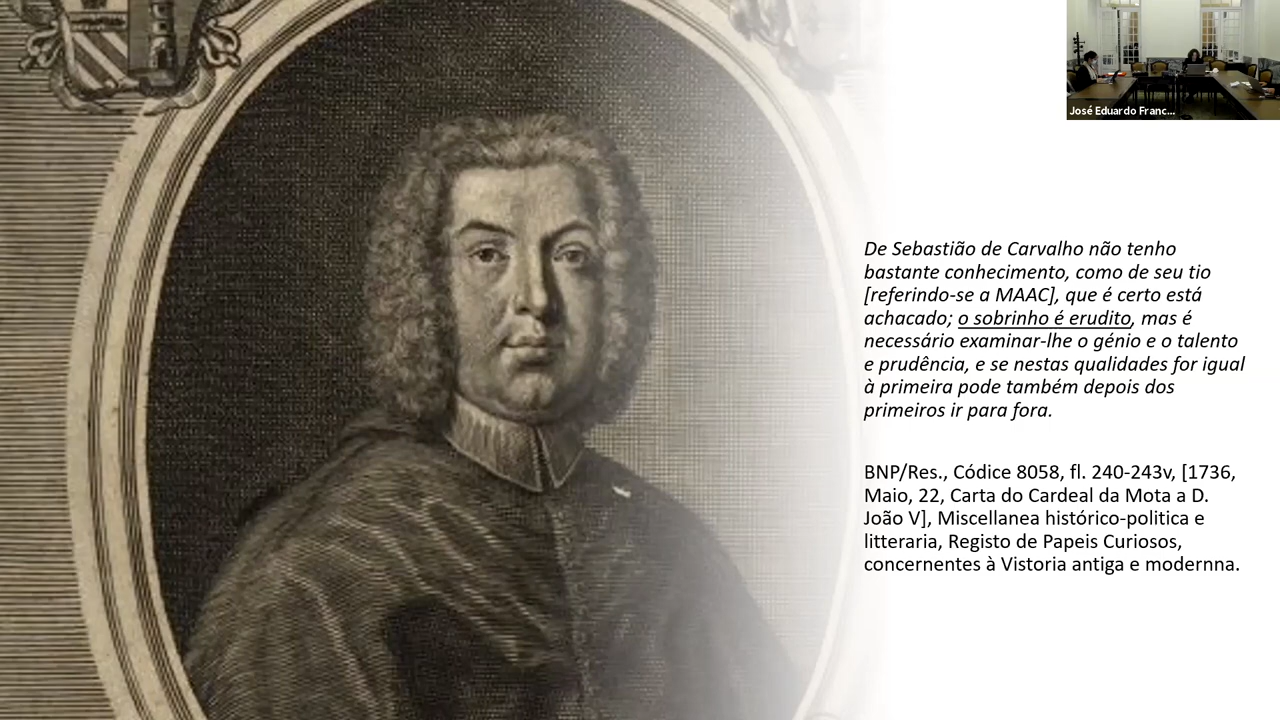 José Eduardo Franc...
De Sebastião de Carvalho não tenho
bastante conhecimento, como de seu tio
[referindo-se a MAAC], que é certo está
achacado; o sobrinho é erudito, mas é
necessário examinar-lhe o génio e o talento
e prudência, e se nestas qualidades for igual
à primeira pode também depois dos
primeiros ir para fora.
BNP/Res., Códice 8058, fl. 240-243v, [1736,
Maio, 22, Carta do Cardeal da Mota a D.
João V], Miscellanea histórico-politica e
litteraria, Registo de Papeis Curiosos,
concernentes à Vistoria antiga e modernna.